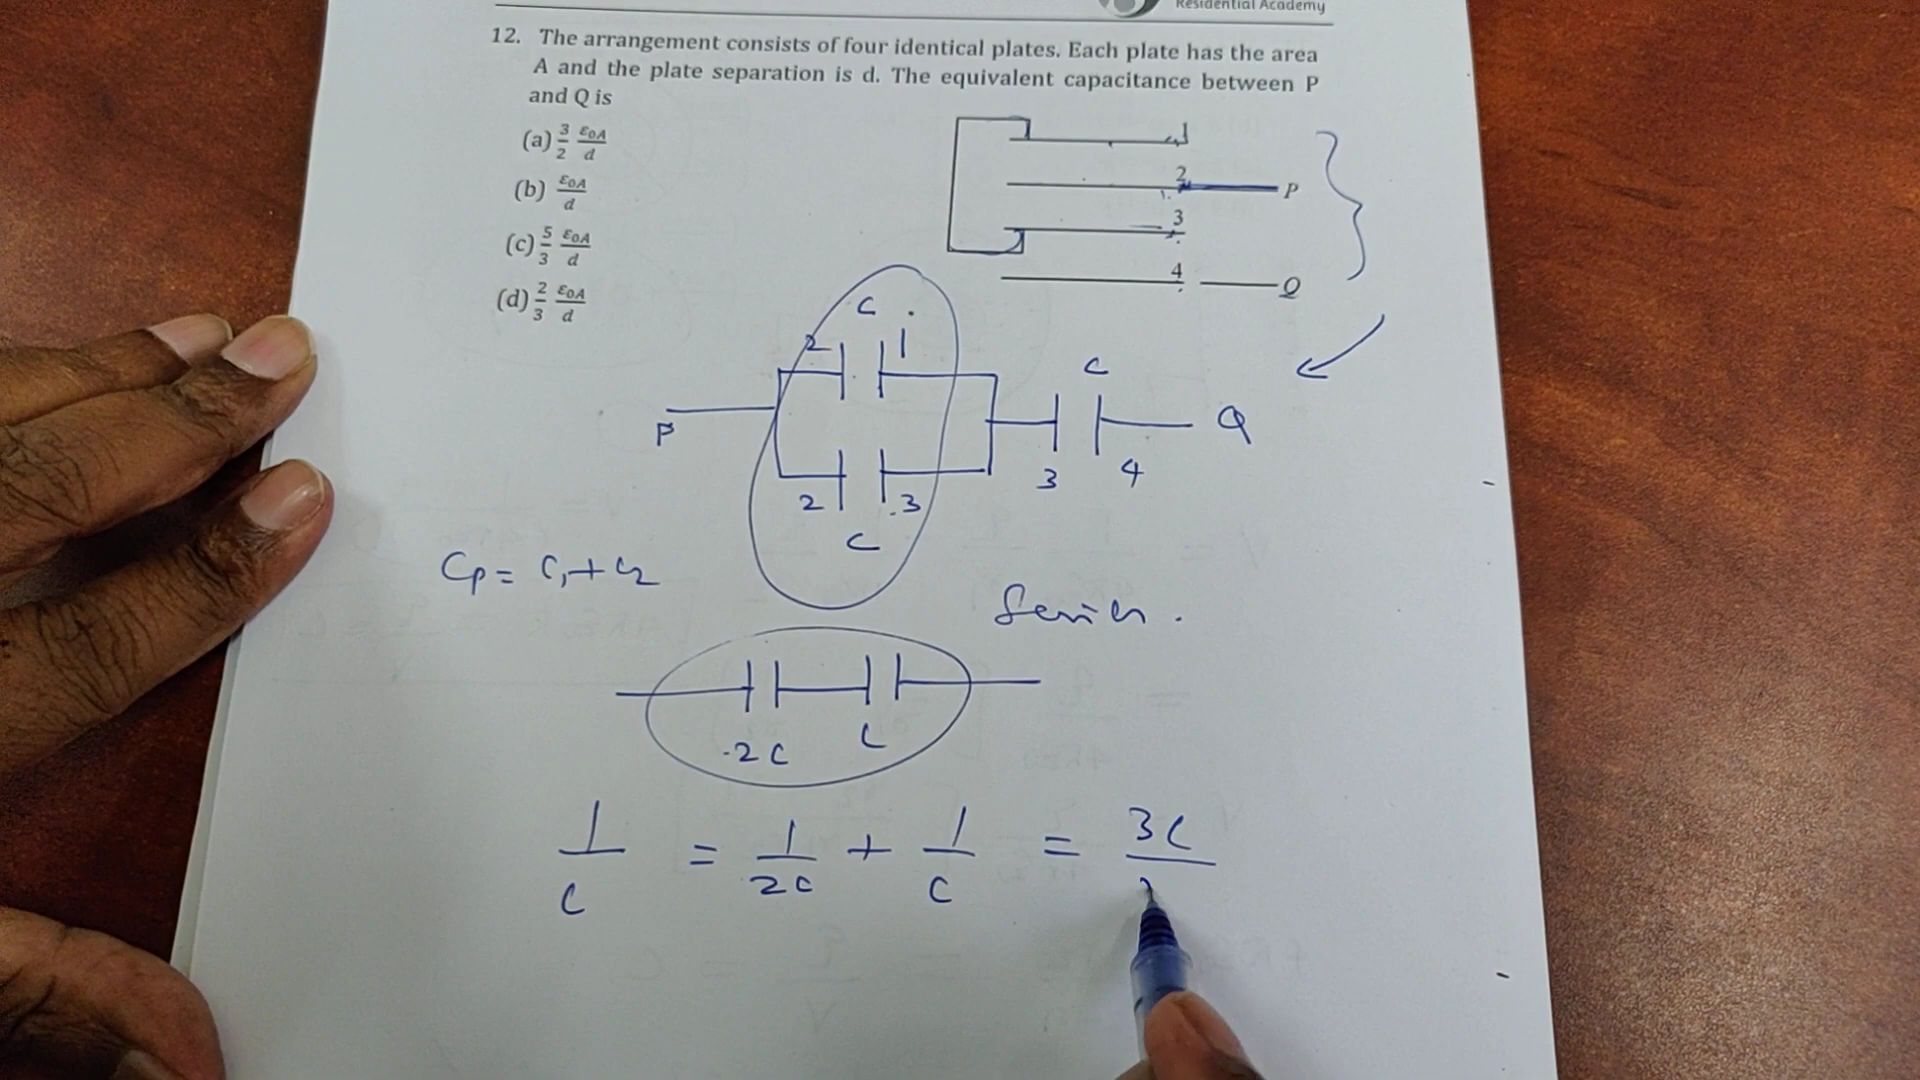 Residential Academy
12. The arrangement consists of four identical plates. Each plate has the area
A and the plate separation is d. The equivalent capacitance between P
and Q is
(a) 3/2 ε₀A/d
(b) ε₀A/d
(c) 5/3 ε₀A/d
(d) 2/3 ε₀A/d
1
2
P
3
4
Q
C
2 1
C
P
Q
2 3
3 4
C
Cp = C₁ + C₂
Series.
2C C
1/C = 1/2C + 1/C = 3C